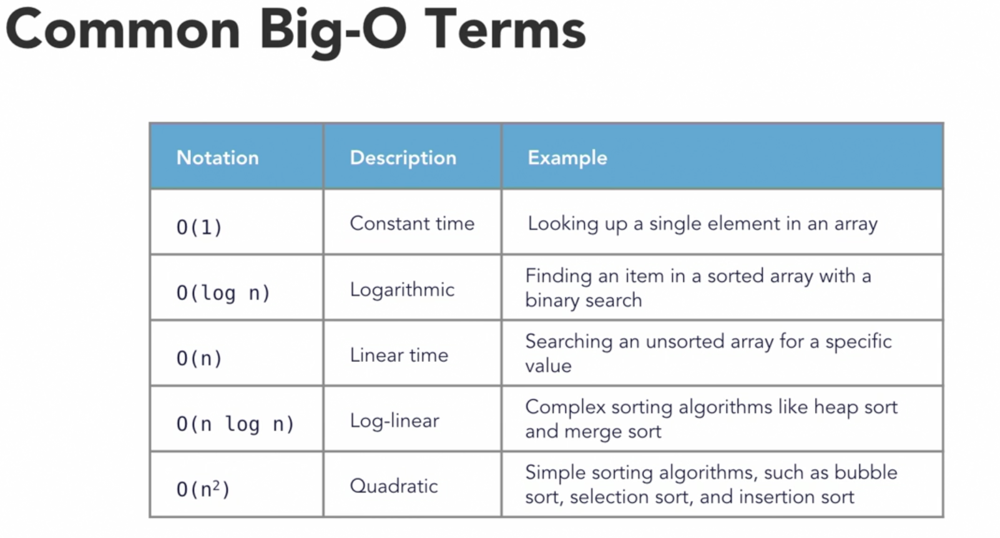 Common Big-O Terms
Notation Description Example
O(1) Constant time Looking up a single element in an array
O(log n) Logarithmic Finding an item in a sorted array with a
binary search
O(n) Linear time Searching an unsorted array for a specific
value
O(n log n) Log-linear Complex sorting algorithms like heap sort
and merge sort
O(n²) Quadratic Simple sorting algorithms, such as bubble
sort, selection sort, and insertion sort